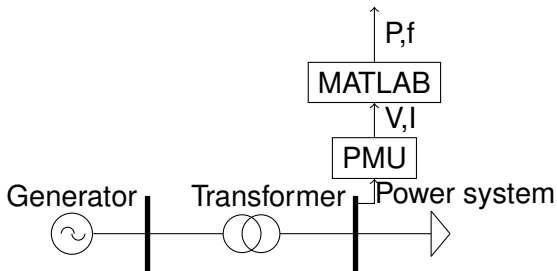 P,f
MATLAB
V,I
PMU
Generator
Transformer
Power system